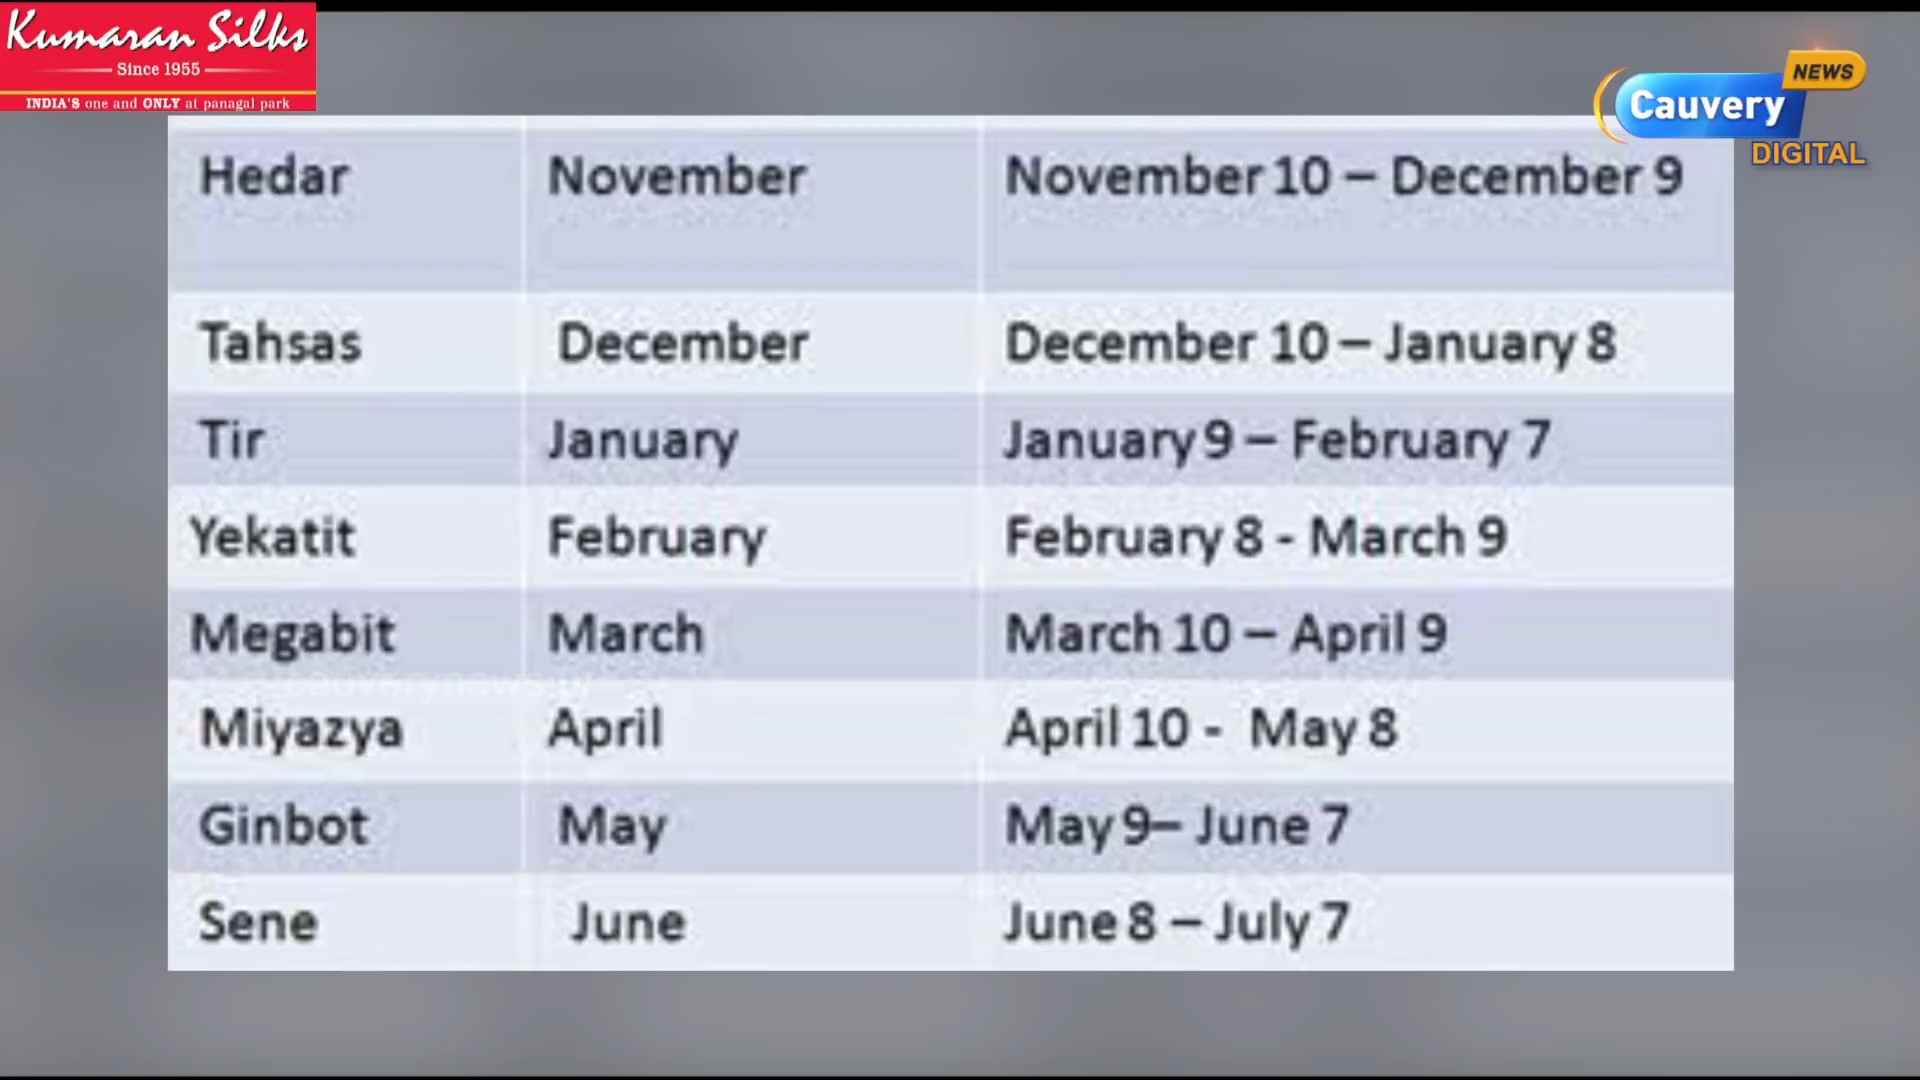 Kumaran Silks
Since 1955
INDIA'S one and ONLY at panagal park
NEWS
Cauvery
DIGITAL
Hedar November November 10 – December 9
Tahsas December December 10 – January 8
Tir January January 9 – February 7
Yekatit February February 8 - March 9
Megabit March March 10 – April 9
cauverynews.tv
Miyazya April April 10 - May 8
Ginbot May May 9– June 7
Sene June June 8 – July 7